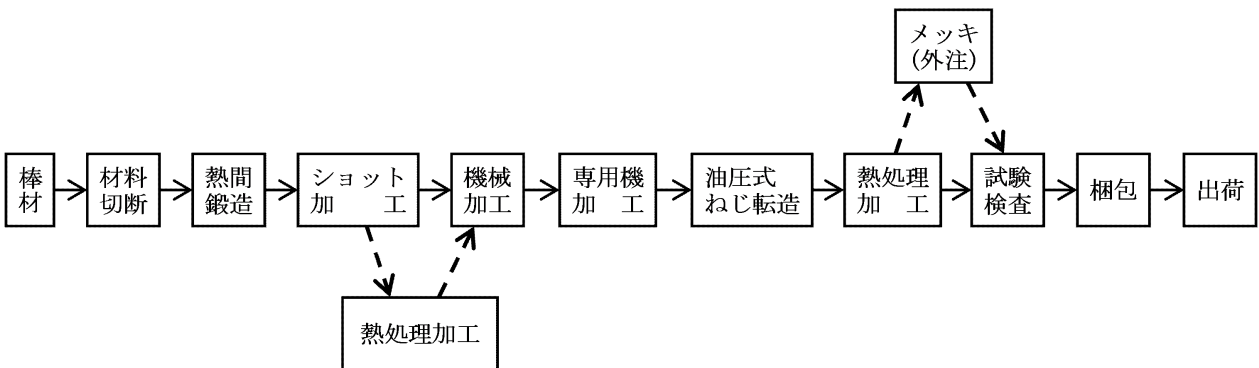 メッキ
(外注)
棒
材
材料
切断
熱間
鍛造
ショット
加　　工
機械
加工
専用機
加　工
油圧式
ねじ転造
熱処理
加　工
試験
検査
梱包
出荷
熱処理加工